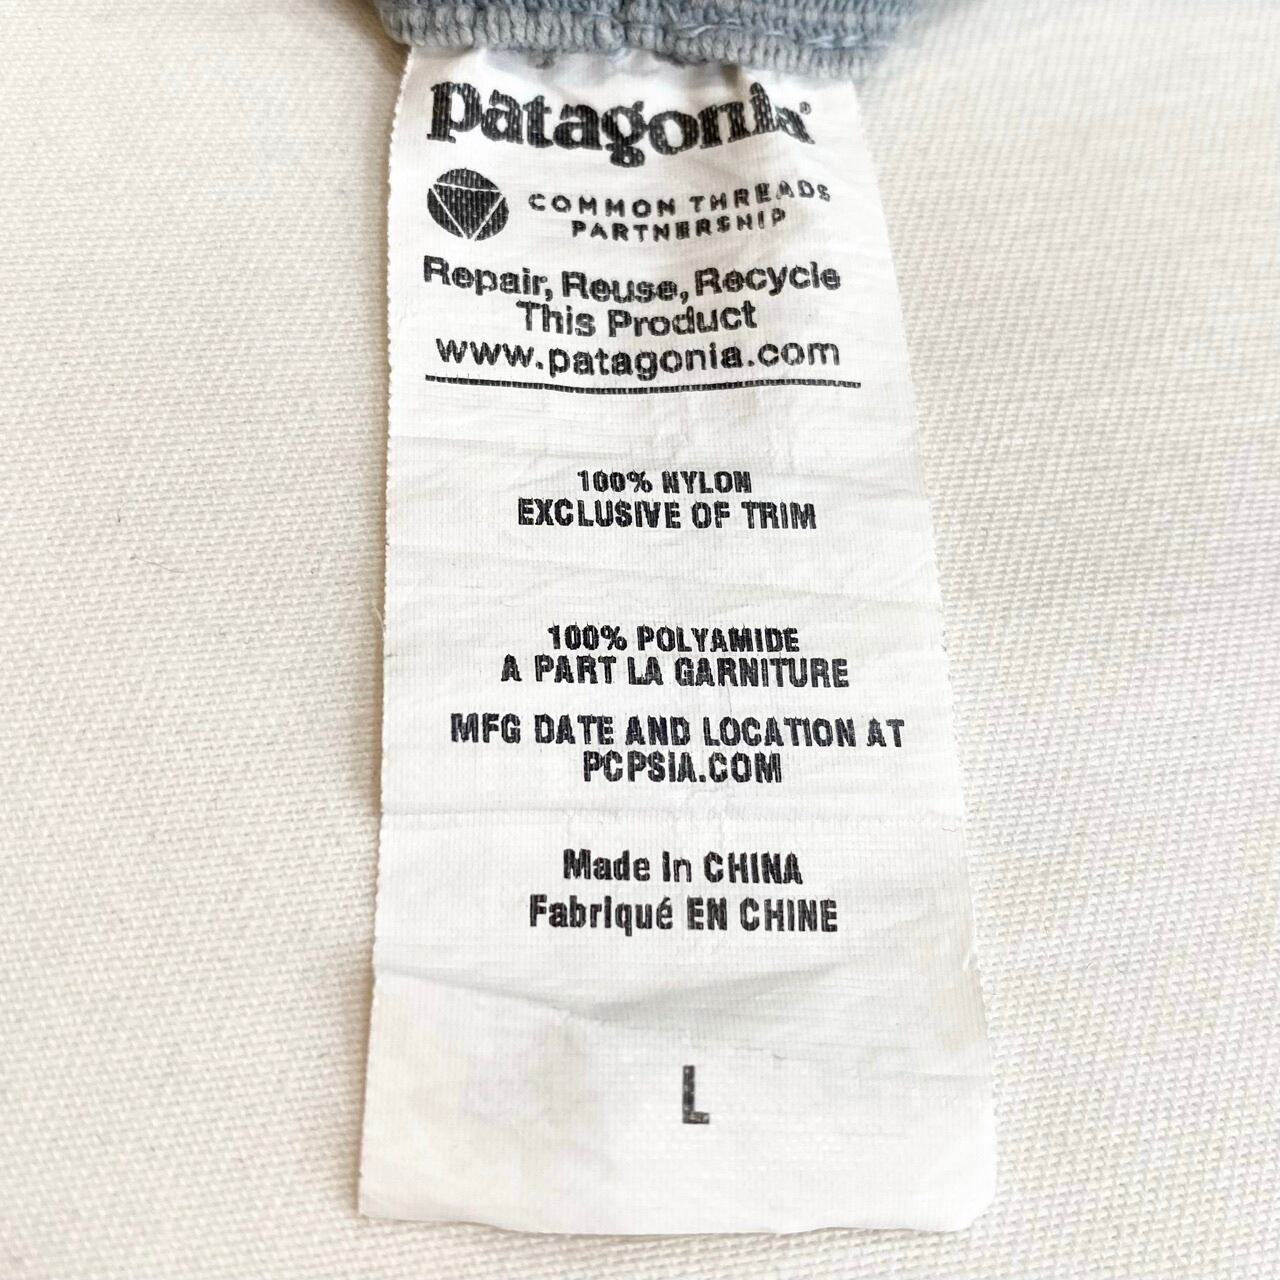 patagonia®
COMMON THREADS
PARTNERSHIP
Repair, Reuse, Recycle
This Product
www.patagonia.com
100% NYLON
EXCLUSIVE OF TRIM
100% POLYAMIDE
A PART LA GARNITURE
MFG DATE AND LOCATION AT
PCPSIA.COM
Made In CHINA
Fabriqué EN CHINE
L